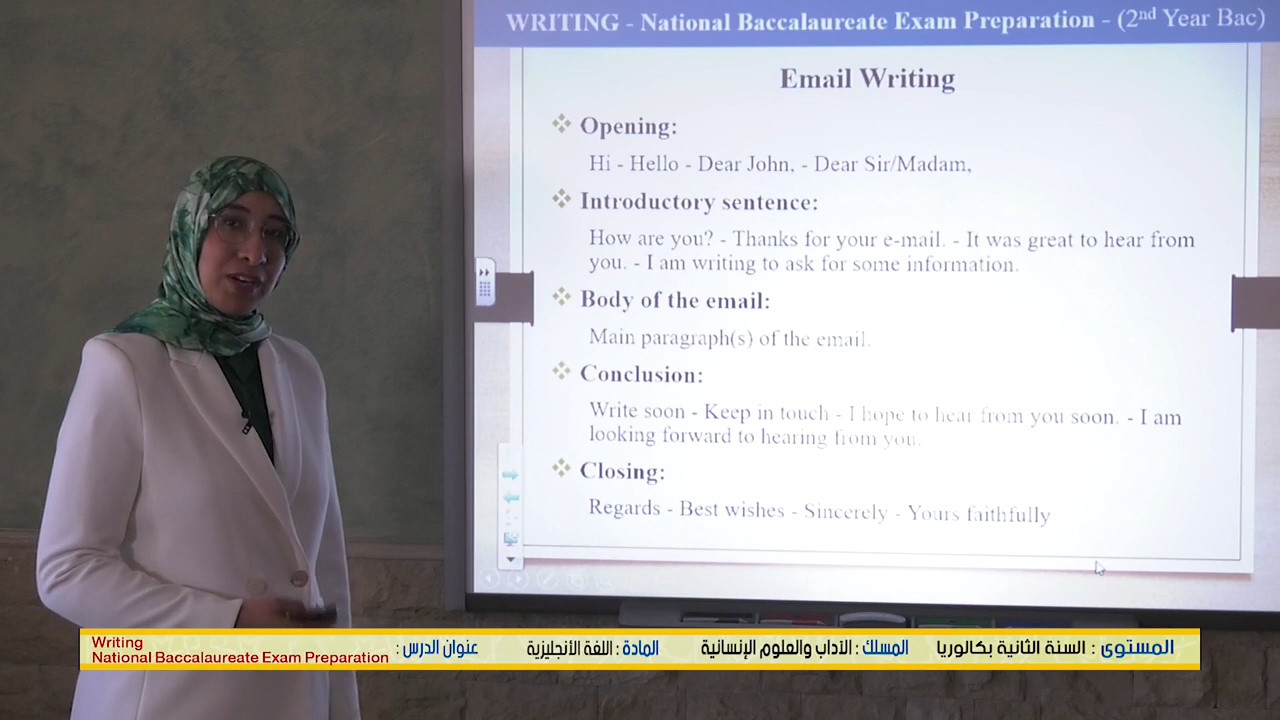 WRITING - National Baccalaureate Exam Preparation - (2nd Year Bac)
Email Writing
Opening:
Hi - Hello - Dear John, - Dear Sir/Madam,
Introductory sentence:
How are you? - Thanks for your e-mail. - It was great to hear from
you. - I am writing to ask for some information.
Body of the email:
Main paragraph(s) of the email.
Conclusion:
Write soon - Keep in touch - I hope to hear from you soon. - I am
looking forward to hearing from you.
Closing:
Regards - Best wishes - Sincerely - Yours faithfully
المستوى : السنة الثانية بكالوريا المسلك : الآداب والعلوم الإنسانية المادة : اللغة الأنجليزية عنوان الدرس :
Writing
National Baccalaureate Exam Preparation